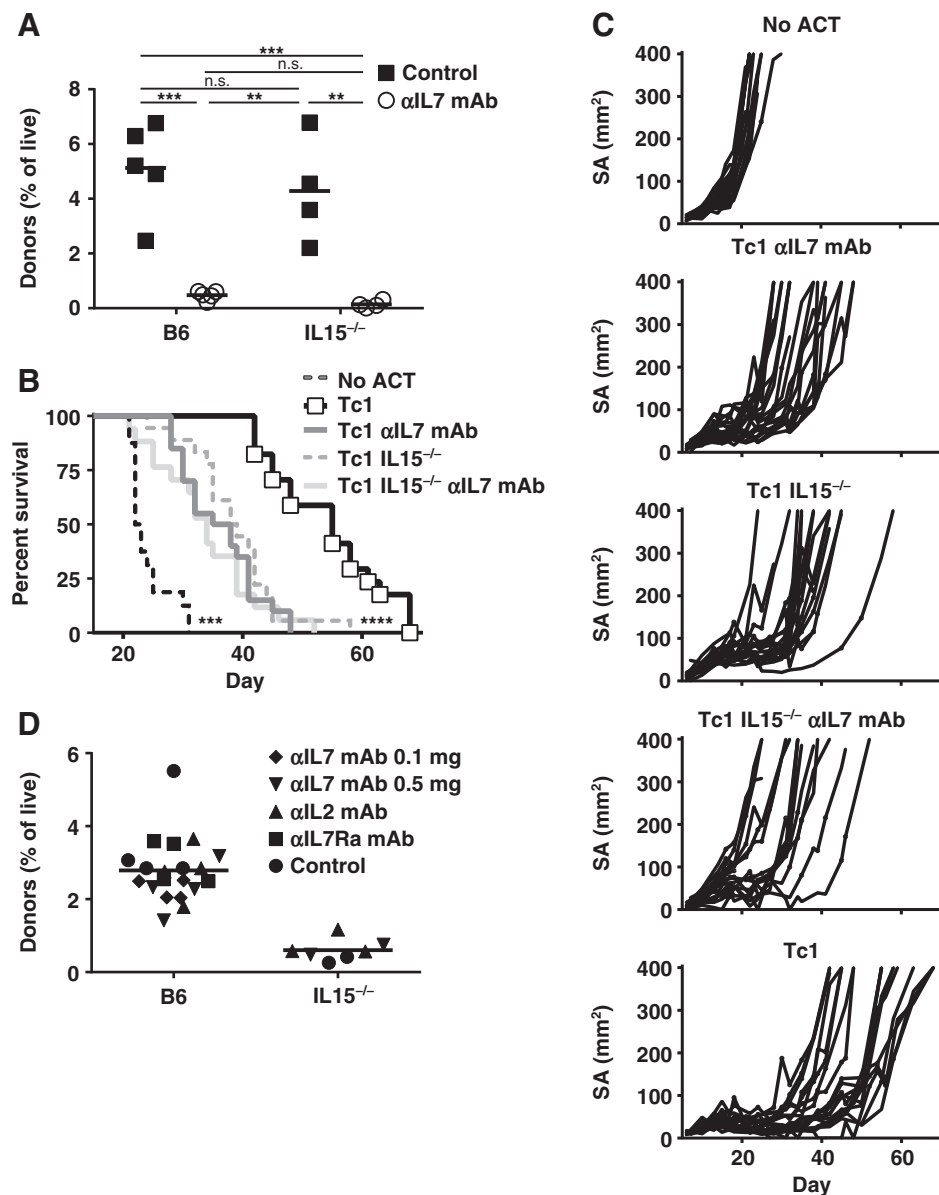 A
***
n.s.
n.s.
*** ** **
Control
αIL7 mAb
Donors (% of live)
8
6
4
2
0
B6 IL15–/–
B
No ACT
Tc1
Tc1 αIL7 mAb
Tc1 IL15–/–
Tc1 IL15–/– αIL7 mAb
Percent survival
100
75
50
25
0
*** ****
20 40 60
Day
D
αIL7 mAb 0.1 mg
αIL7 mAb 0.5 mg
αIL2 mAb
αIL7Ra mAb
Control
Donors (% of live)
6
4
2
0
B6 IL15–/–
C
No ACT
SA (mm2)
400
300
200
100
0
Tc1 αIL7 mAb
SA (mm2)
400
300
200
100
0
Tc1 IL15–/–
SA (mm2)
400
300
200
100
0
Tc1 IL15–/– αIL7 mAb
SA (mm2)
400
300
200
100
0
Tc1
SA (mm2)
400
300
200
100
0
20 40 60
Day